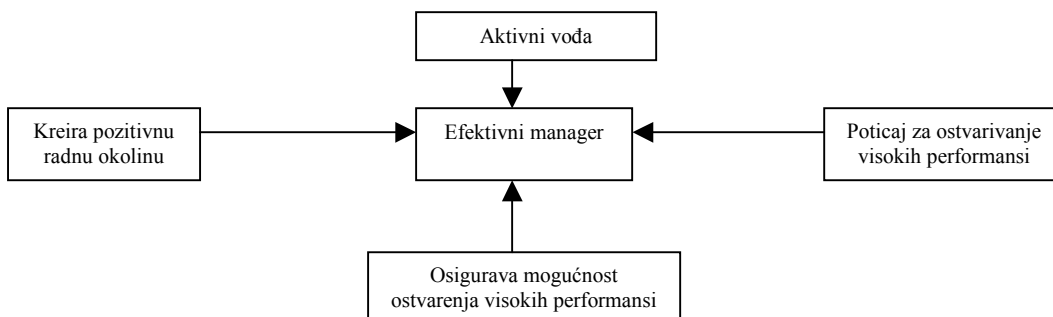 Aktivni vođa
Kreira pozitivnu
radnu okolinu
Efektivni manager
Poticaj za ostvarivanje
visokih performansi
Osigurava mogućnost
ostvarenja visokih performansi